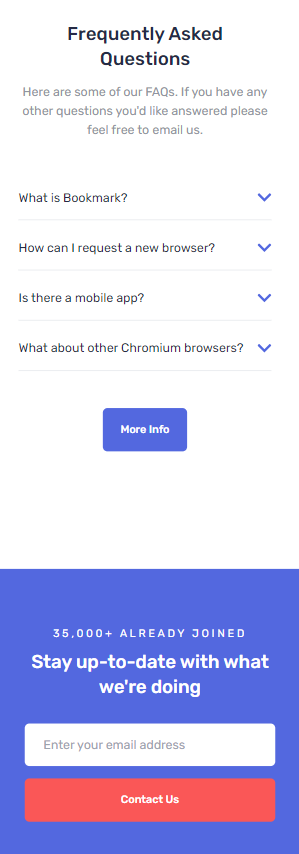 Frequently Asked
Questions
Here are some of our FAQs. If you have any
other questions you'd like answered please
feel free to email us.
What is Bookmark?
How can I request a new browser?
Is there a mobile app?
What about other Chromium browsers?
More Info
35,000+ ALREADY JOINED
Stay up-to-date with what
we're doing
Enter your email address
Contact Us